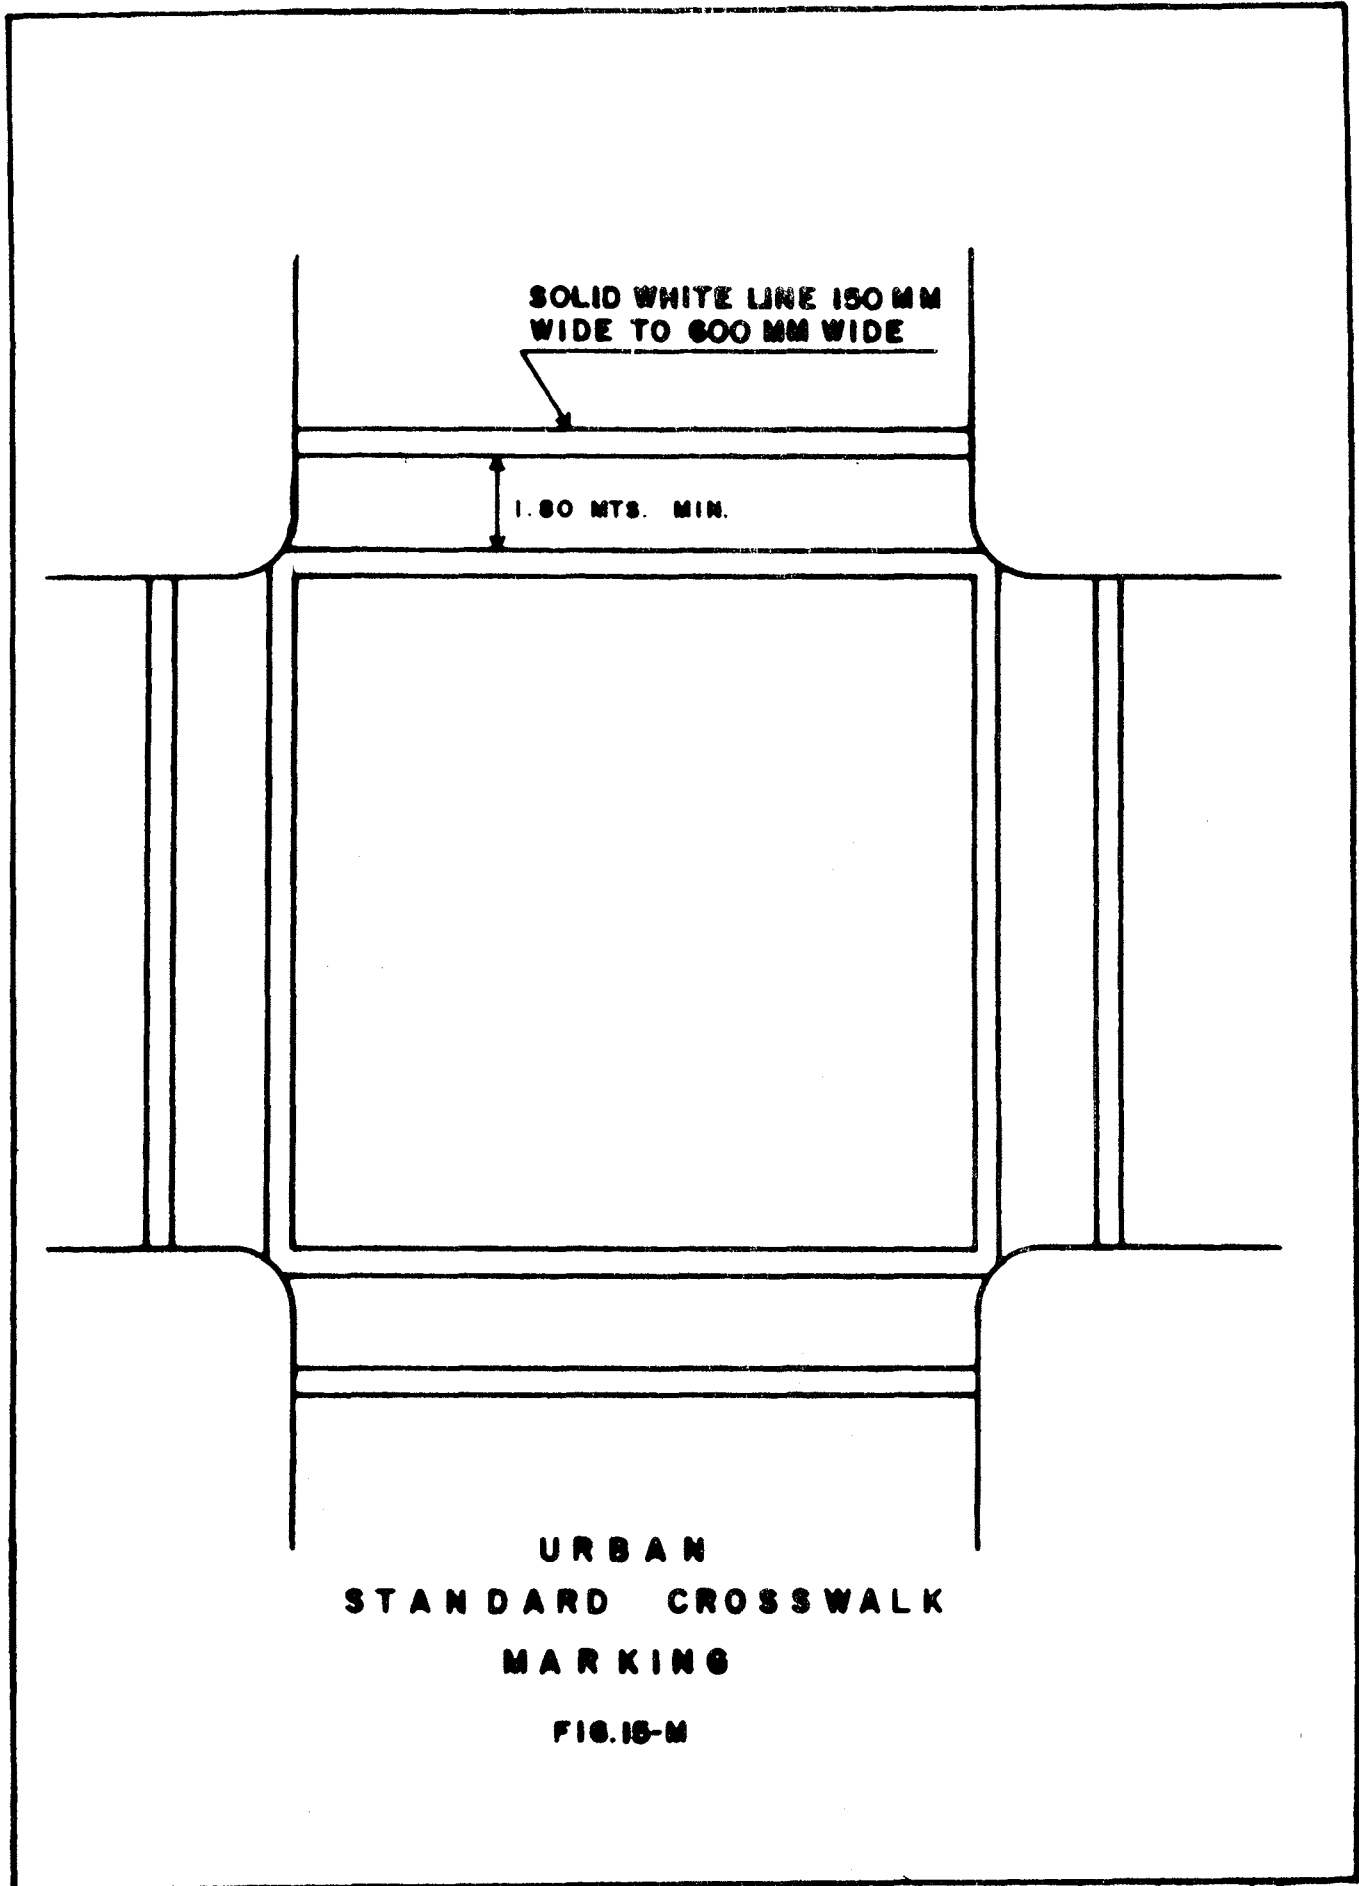 SOLID WHITE LINE 150 MM
WIDE TO 600 MM WIDE
1.80 MTS. MIN.
URBAN
STANDARD CROSSWALK
MARKING
FIG.15-M